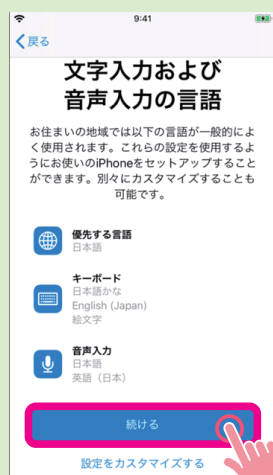 9:41
戻る
文字入力および
音声入力の言語
お住まいの地域では以下の言語が一般的によ
く使用されます。これらの設定を使用するよ
うにお使いのiPhoneをセットアップすること
ができます。別々にカスタマイズすることも
可能です。
優先する言語
日本語
キーボード
日本語かな
English (Japan)
絵文字
音声入力
日本語
英語（日本）
続ける
設定をカスタマイズする